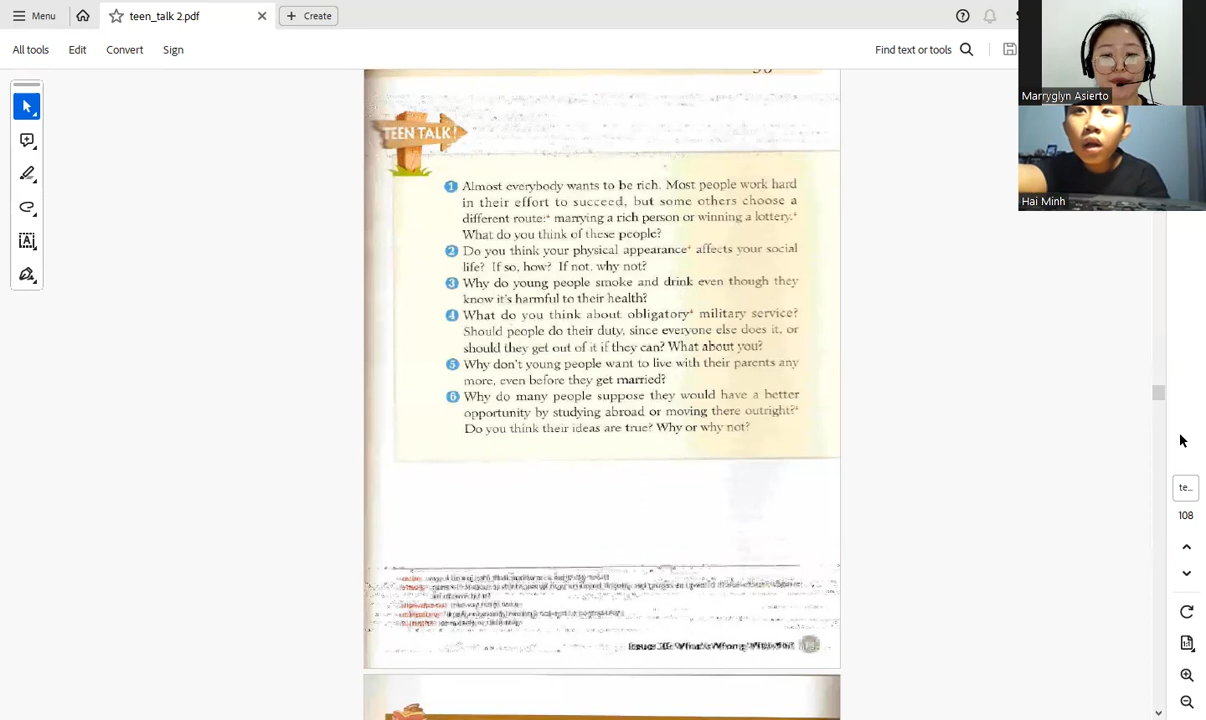 Menu
teen_talk 2.pdf
Create
All tools
Edit
Convert
Sign
Find text or tools
Marryglyn Asierto
Hai Minh
TEEN TALK!
1 Almost everybody wants to be rich. Most people work hard
in their effort to succeed, but some others choose a
different route:* marrying a rich person or winning a lottery.*
What do you think of these people?
2 Do you think your physical appearance* affects your social
life? If so, how? If not, why not?
3 Why do young people smoke and drink even though they
know it's harmful to their health?
4 What do you think about obligatory* military service?
Should people do their duty, since everyone else does it, or
should they get out of it if they can? What about you?
5 Why don't young people want to live with their parents any
more, even before they get married?
6 Why do many people suppose they would have a better
opportunity by studying abroad or moving there outright?*
Do you think their ideas are true? Why or why not?
te...
108